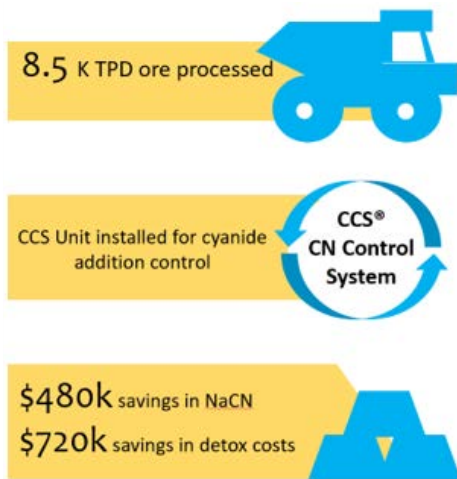 8.5 K TPD ore processed
CCS Unit installed for cyanide
addition control
CCS®
CN Control
System
$480k savings in NaCN
$720k savings in detox costs